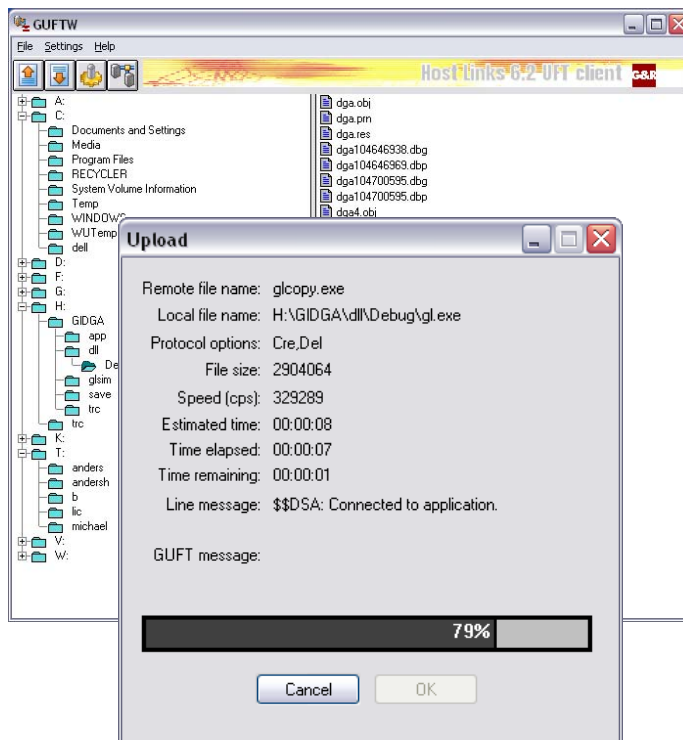 GUFTW
File Settings Help
Host Links 6.2 UFT client G&R
A:
C:
Documents and Settings
Media
Program Files
RECYCLER
System Volume Information
Temp
WINDOWS
WUTemp
dell
D:
F:
G:
H:
GIDGA
app
dll
De
glsim
save
trc
trc
K:
T:
anders
andersh
b
lic
michael
V:
W:
dga.obj
dga.prn
dga.res
dga104646938.dbg
dga104646969.dbp
dga104700595.dbg
dga104700595.dbp
dga4.obj
Upload
Remote file name: glcopy.exe
Local file name: H:\GIDGA\dll\Debug\gl.exe
Protocol options: Cre,Del
File size: 2904064
Speed (cps): 329289
Estimated time: 00:00:08
Time elapsed: 00:00:07
Time remaining: 00:00:01
Line message: $$DSA: Connected to application.
GUFT message:
79%
Cancel OK